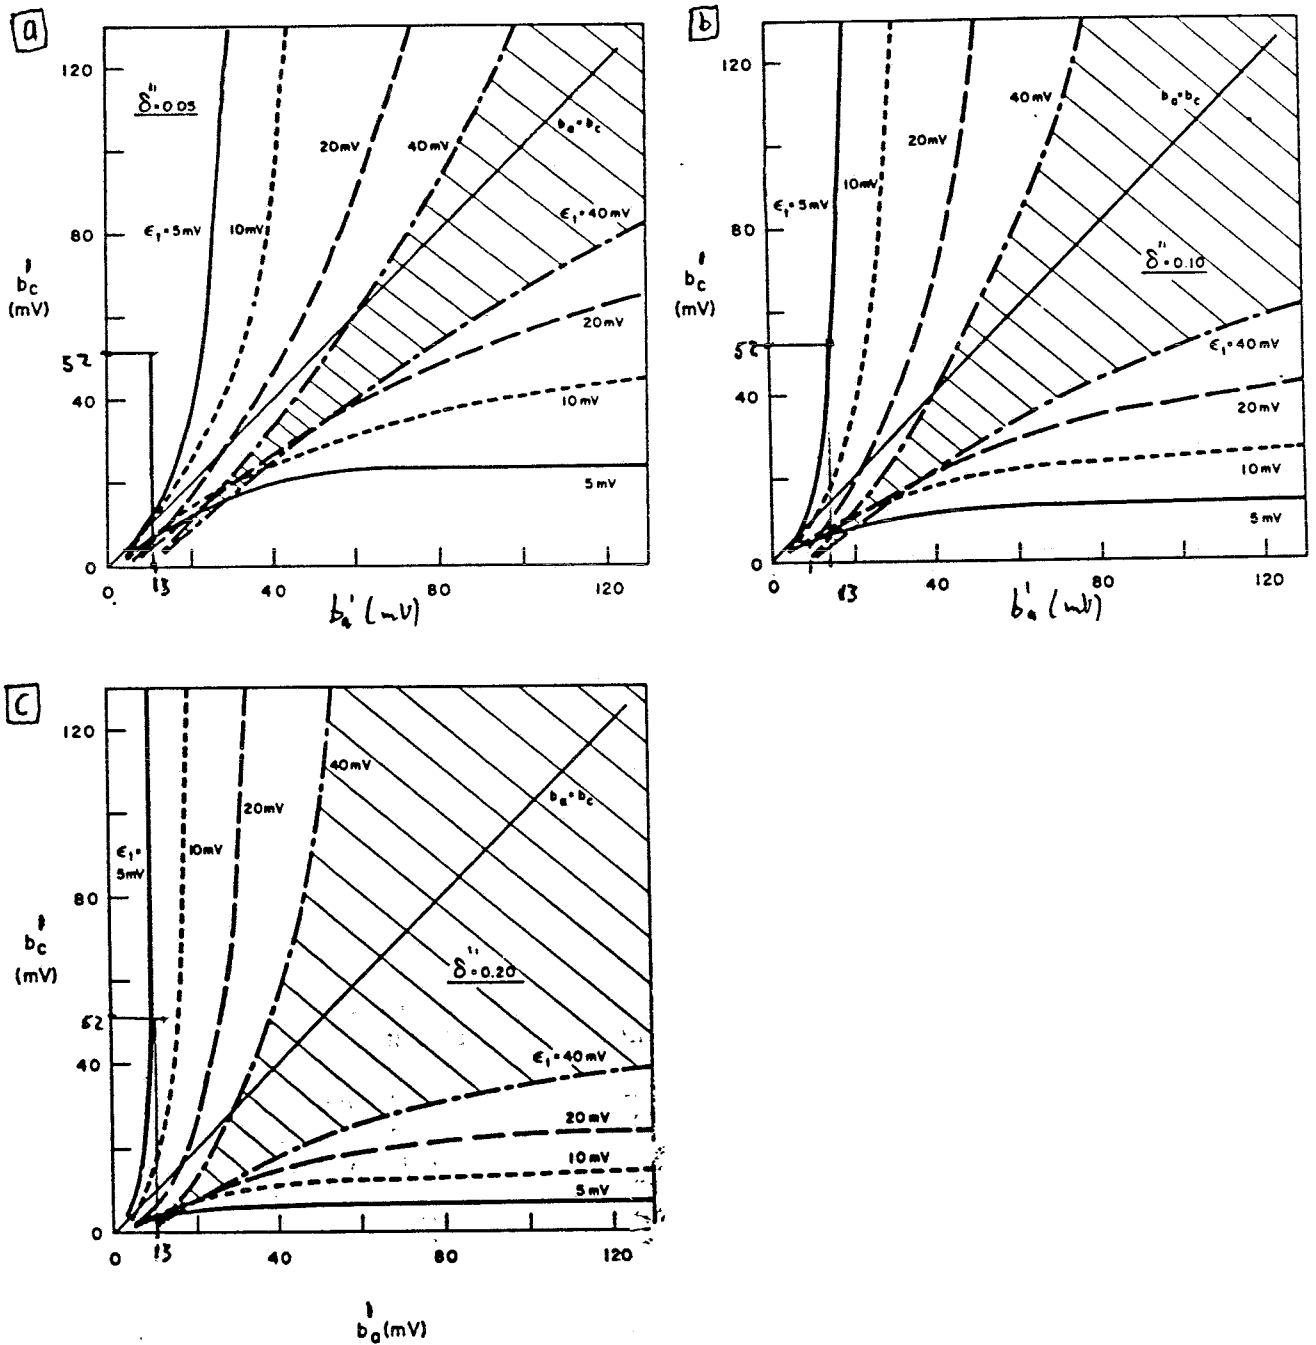 a
120
δ''=0.05
20mV
40mV
ba=bc
ϵ1=5mV
10mV
ϵ1=40mV
80
b'c
(mV)
20mV
52
40
10mV
5mV
0
0
13
40
80
120
b'a (mV)
b
120
40mV
ba=bc
20mV
10mV
ϵ1=5mV
80
δ''=0.10
b'c
(mV)
52
ϵ1=40mV
40
20mV
10mV
5mV
0
0
13
40
80
120
b'a (mV)
c
120
40mV
ba=bc
20mV
ϵ1=
5mV
10mV
80
b'c
(mV)
δ''=0.20
52
40
ϵ1=40mV
20mV
10mV
5mV
0
0
13
40
80
120
b'a(mV)